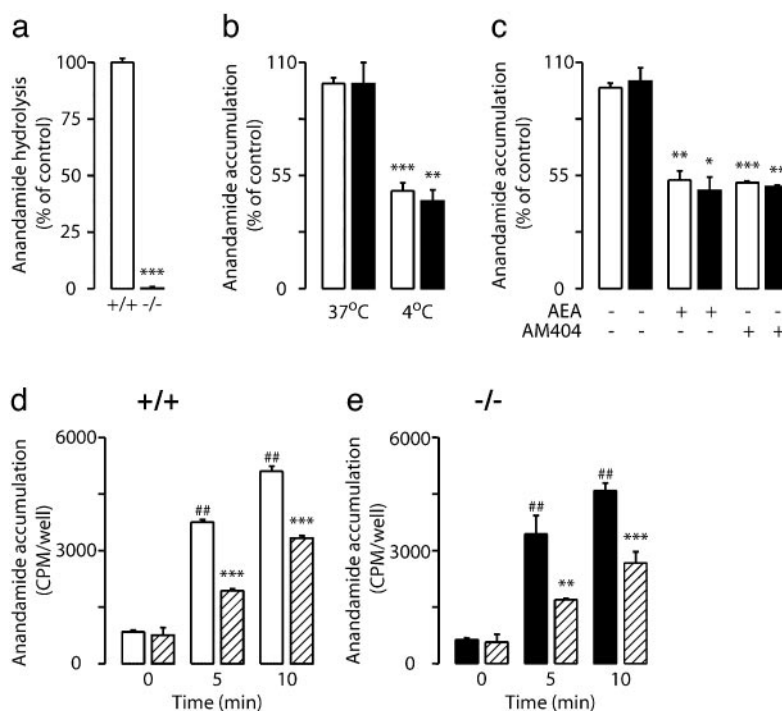 a
Anandamide hydrolysis
(% of control)
100
75
50
25
0
***
+/+ -/-
b
Anandamide accumulation
(% of control)
110
55
0
***
**
37°C
4°C
c
Anandamide accumulation
(% of control)
110
55
0
**
*
***
**
AEA - - + + - -
AM404 - - - - + +
d
+/+
Anandamide accumulation
(CPM/well)
6000
3000
0
##
***
##
***
0 5 10
Time (min)
e
-/-
Anandamide accumulation
(CPM/well)
6000
3000
0
##
**
##
***
0 5 10
Time (min)